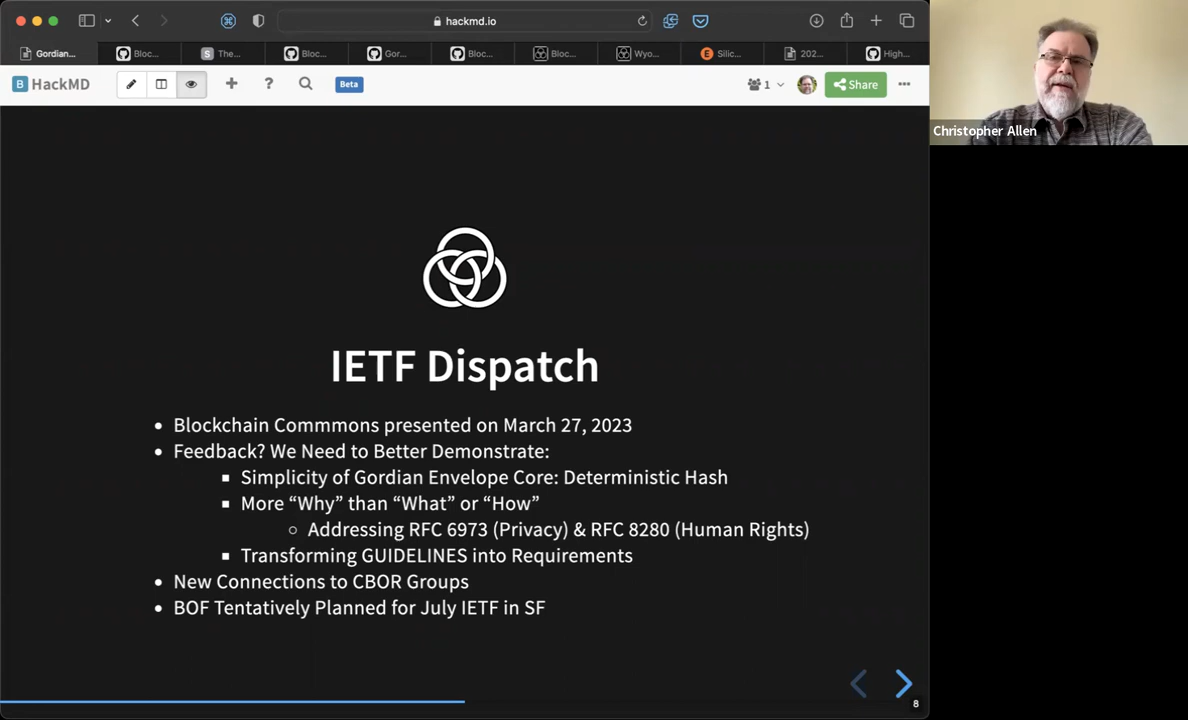 hackmd.io
Gordian...
Bloc...
The...
Bloc...
Gor...
Bloc...
Bloc...
Wyo...
Silic...
202...
High...
B HackMD
?
Beta
1
Share
Christopher Allen
IETF Dispatch
• Blockchain Commmons presented on March 27, 2023
• Feedback? We Need to Better Demonstrate:
▪ Simplicity of Gordian Envelope Core: Deterministic Hash
▪ More “Why” than “What” or “How”
○ Addressing RFC 6973 (Privacy) & RFC 8280 (Human Rights)
▪ Transforming GUIDELINES into Requirements
• New Connections to CBOR Groups
• BOF Tentatively Planned for July IETF in SF
8